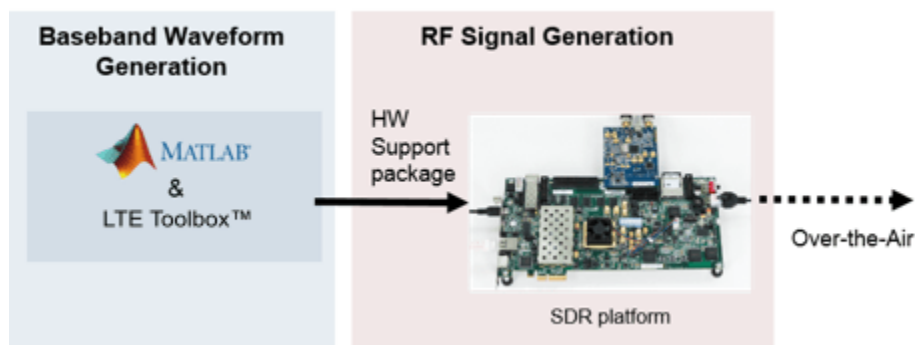 Baseband Waveform
Generation
MATLAB®
&
LTE Toolbox™
RF Signal Generation
HW
Support
package
SDR platform
Over-the-Air